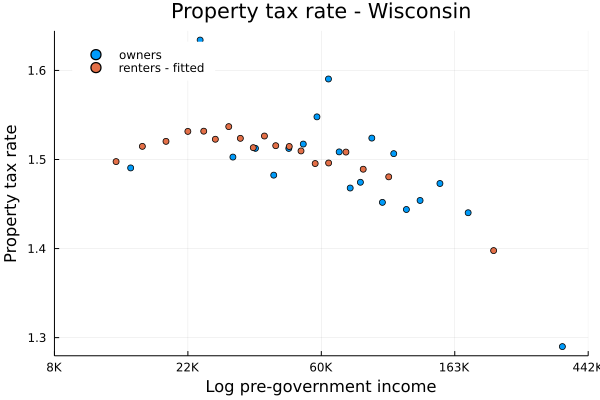 Property tax rate - Wisconsin
owners
renters - fitted
Property tax rate
1.6
1.5
1.4
1.3
8K 22K 60K 163K 442K
Log pre-government income